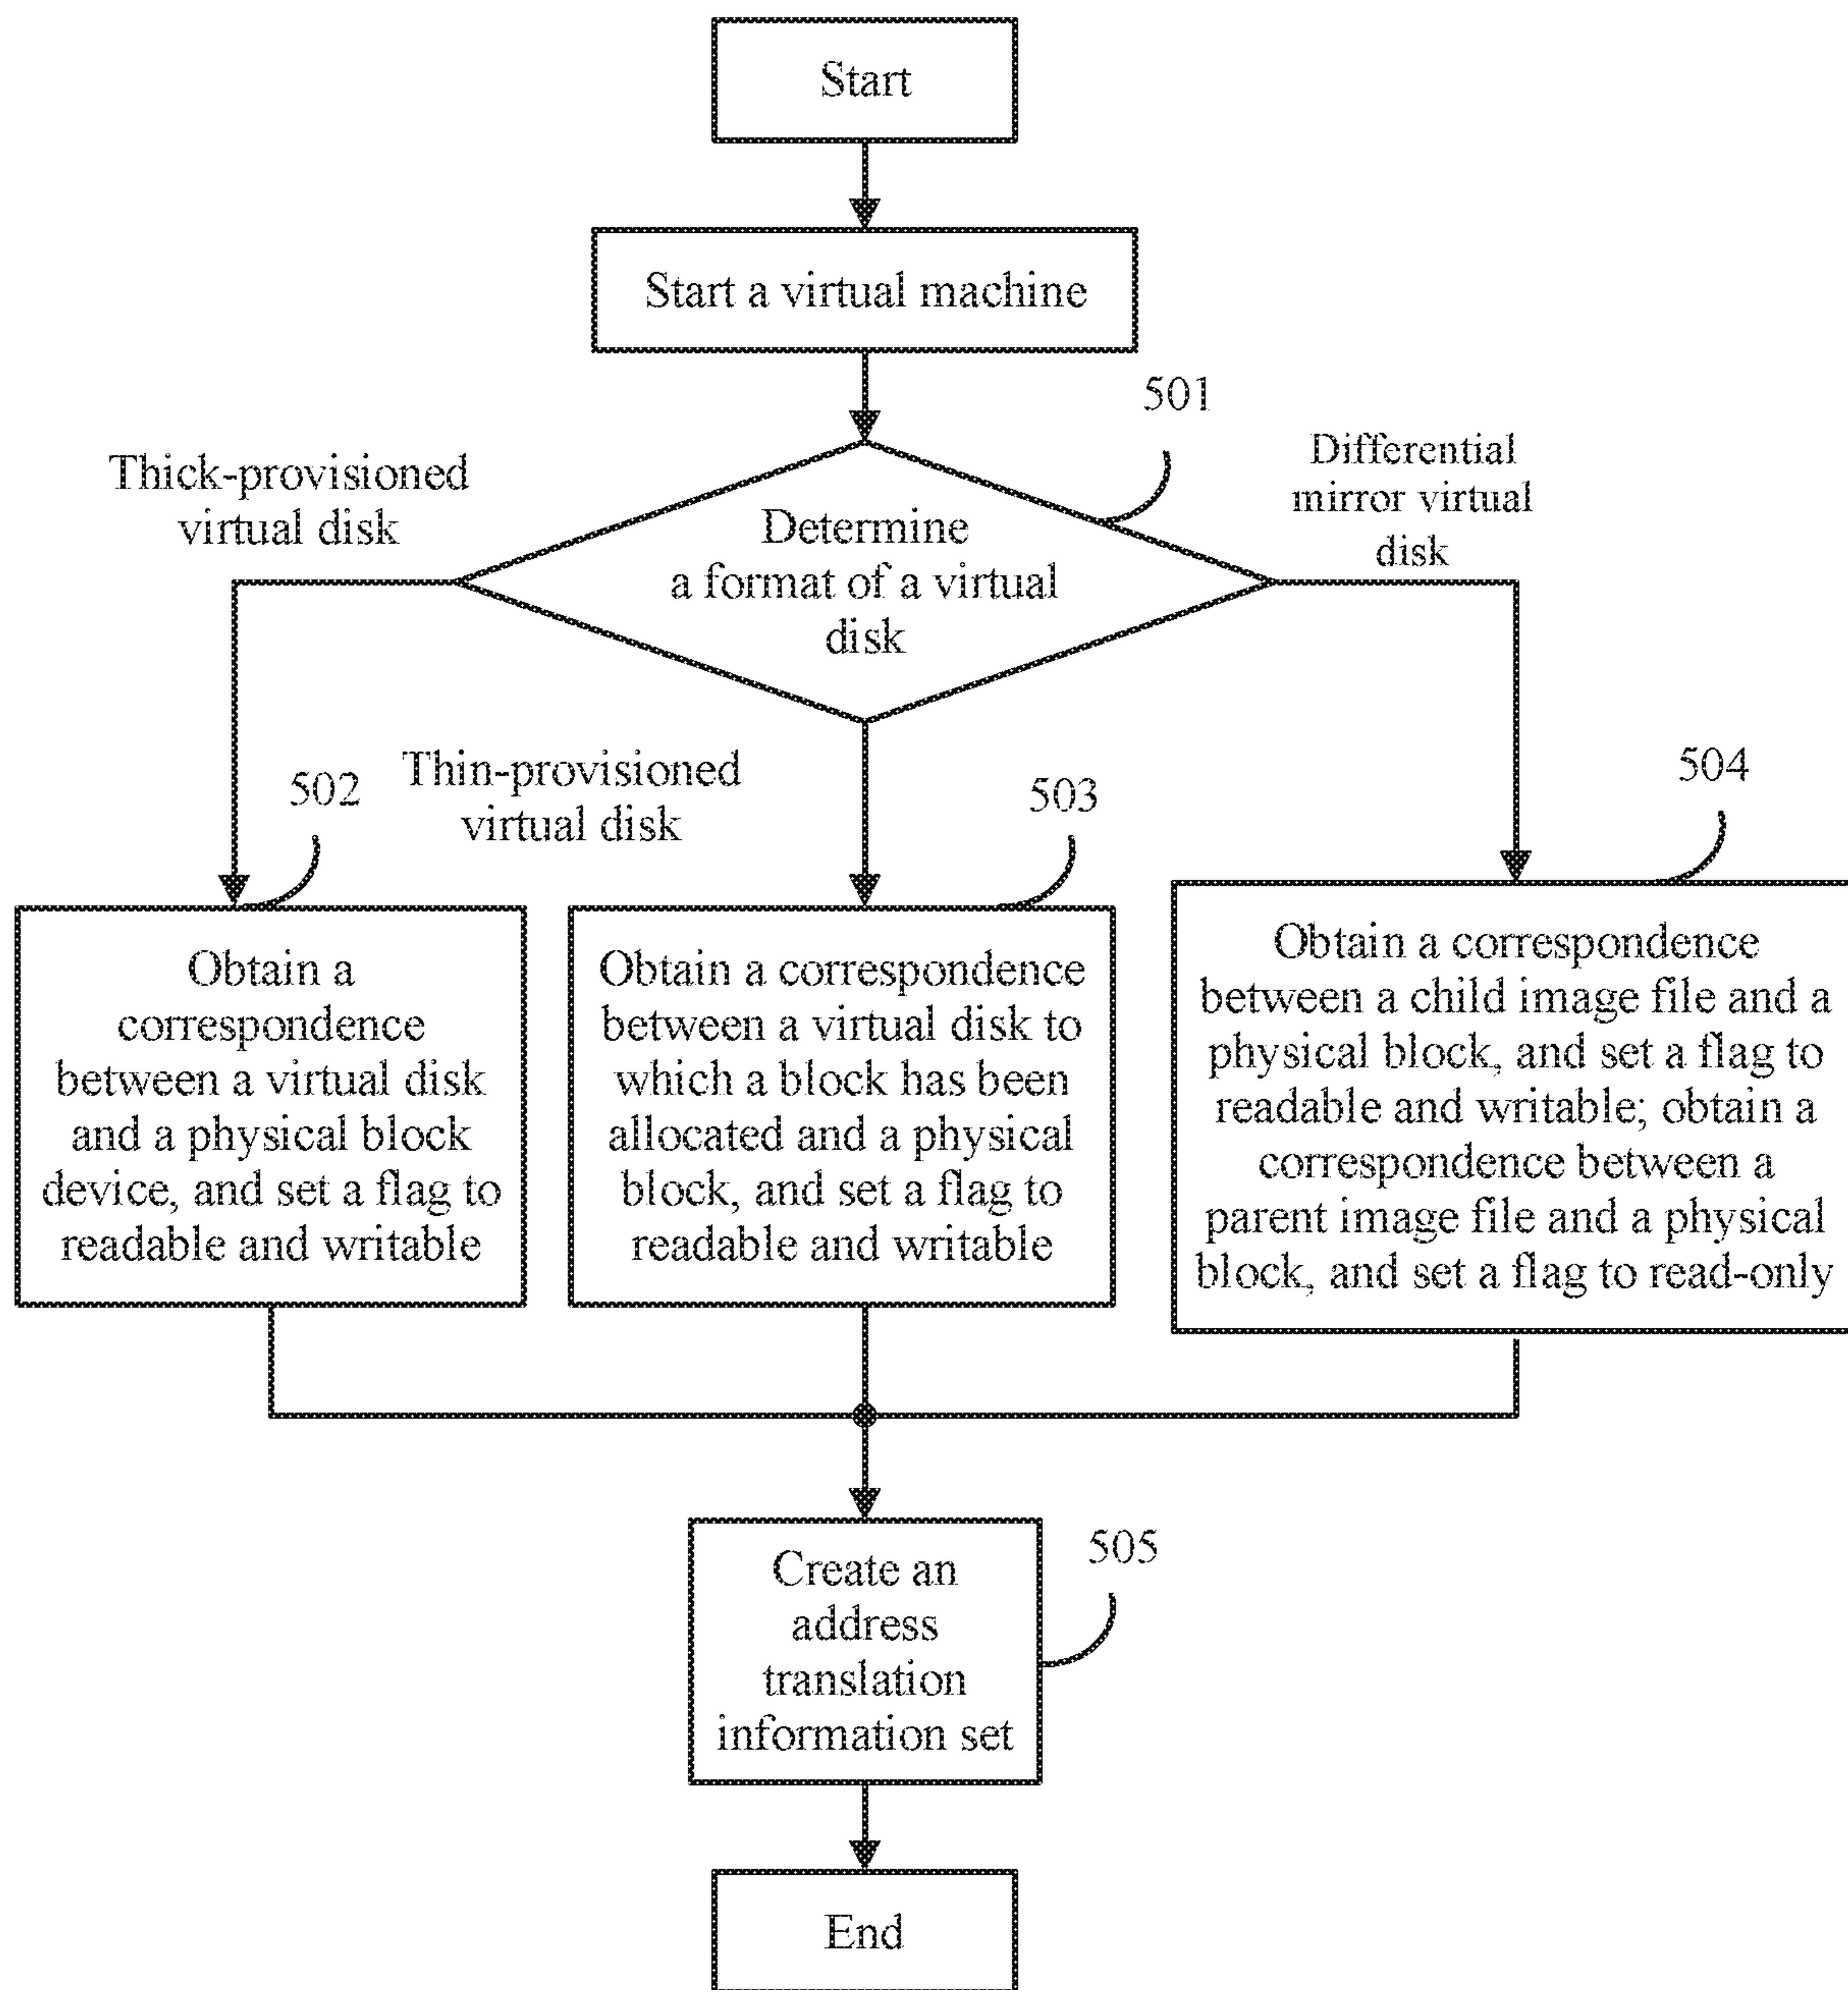 Start
Start a virtual machine
501
Thick-provisioned
virtual disk
Determine
a format of a virtual
disk
Differential
mirror virtual
disk
502
Thin-provisioned
virtual disk
503
504
Obtain a
correspondence
between a virtual disk
and a physical block
device, and set a flag to
readable and writable
Obtain a correspondence
between a virtual disk to
which a block has been
allocated and a physical
block, and set a flag to
readable and writable
Obtain a correspondence
between a child image file and a
physical block, and set a flag to
readable and writable; obtain a
correspondence between a
parent image file and a physical
block, and set a flag to read-only
Create an
address
translation
information set
505
End